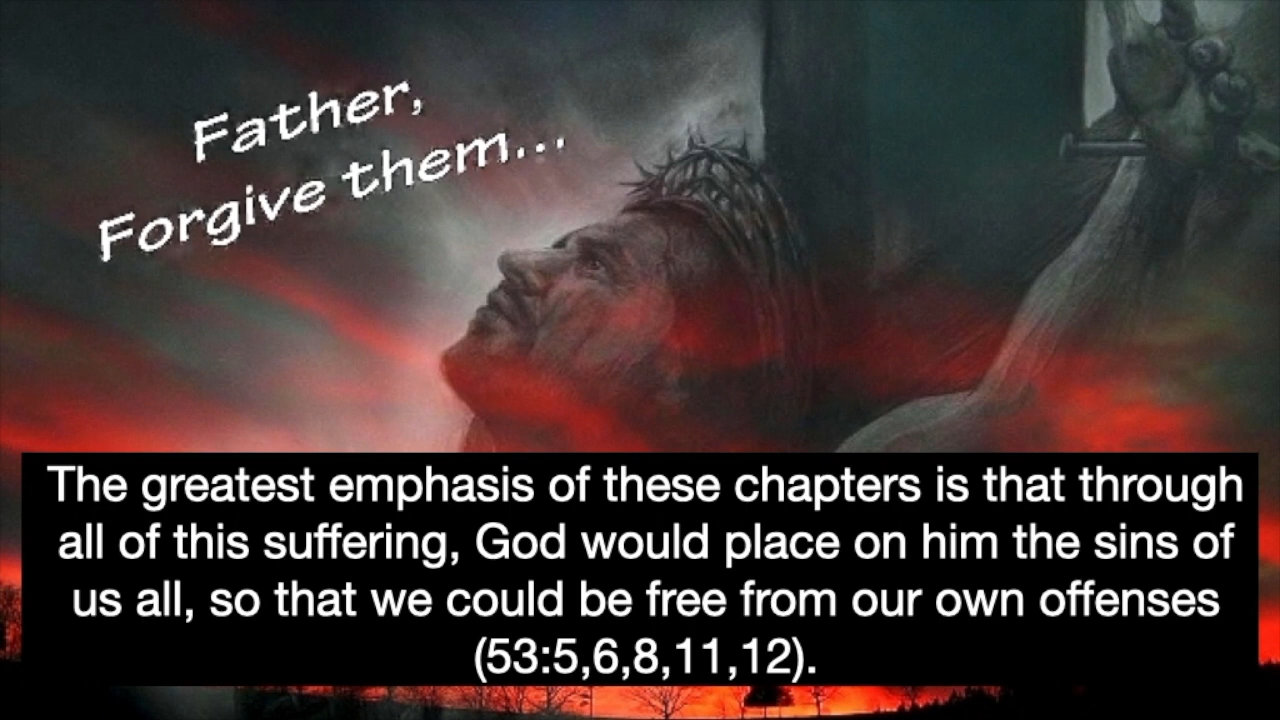 Father,
Forgive them...
The greatest emphasis of these chapters is that through
all of this suffering, God would place on him the sins of
us all, so that we could be free from our own offenses
(53:5,6,8,11,12).